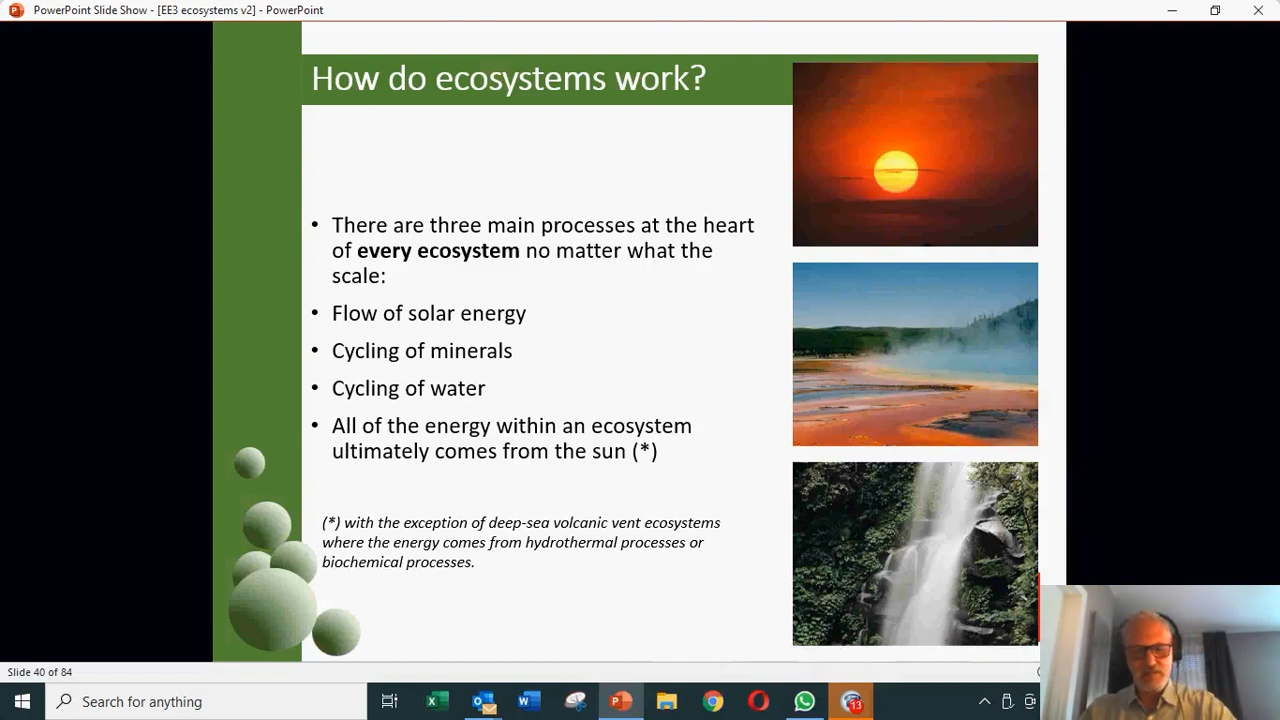 PowerPoint Slide Show - [EE3 ecosystems v2] - PowerPoint
How do ecosystems work?
• There are three main processes at the heart
of every ecosystem no matter what the
scale:
• Flow of solar energy
• Cycling of minerals
• Cycling of water
• All of the energy within an ecosystem
ultimately comes from the sun (*)
(*) with the exception of deep-sea volcanic vent ecosystems
where the energy comes from hydrothermal processes or
biochemical processes.
Slide 40 of 84
Search for anything
13